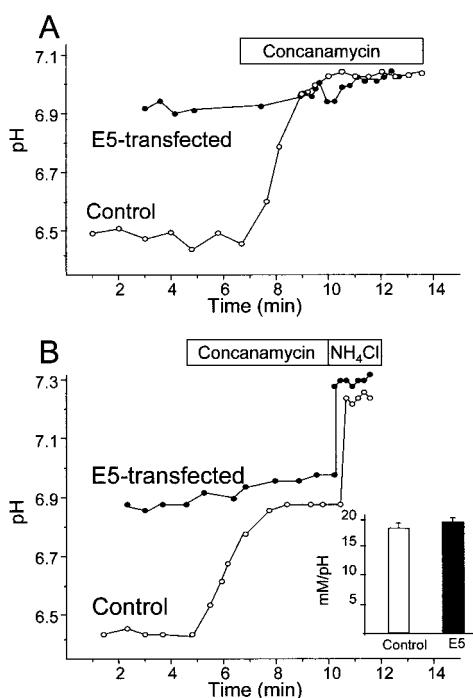 A
Concanamycin
7.1
6.9
6.7
6.5
pH
E5-transfected
Control
2 4 6 8 10 12 14
Time (min)
B
Concanamycin NH₄Cl
7.3
7.1
6.9
6.7
6.5
pH
E5-transfected
Control
20
15
10
5
mM/pH
Control E5
2 4 6 8 10 12 14
Time (min)